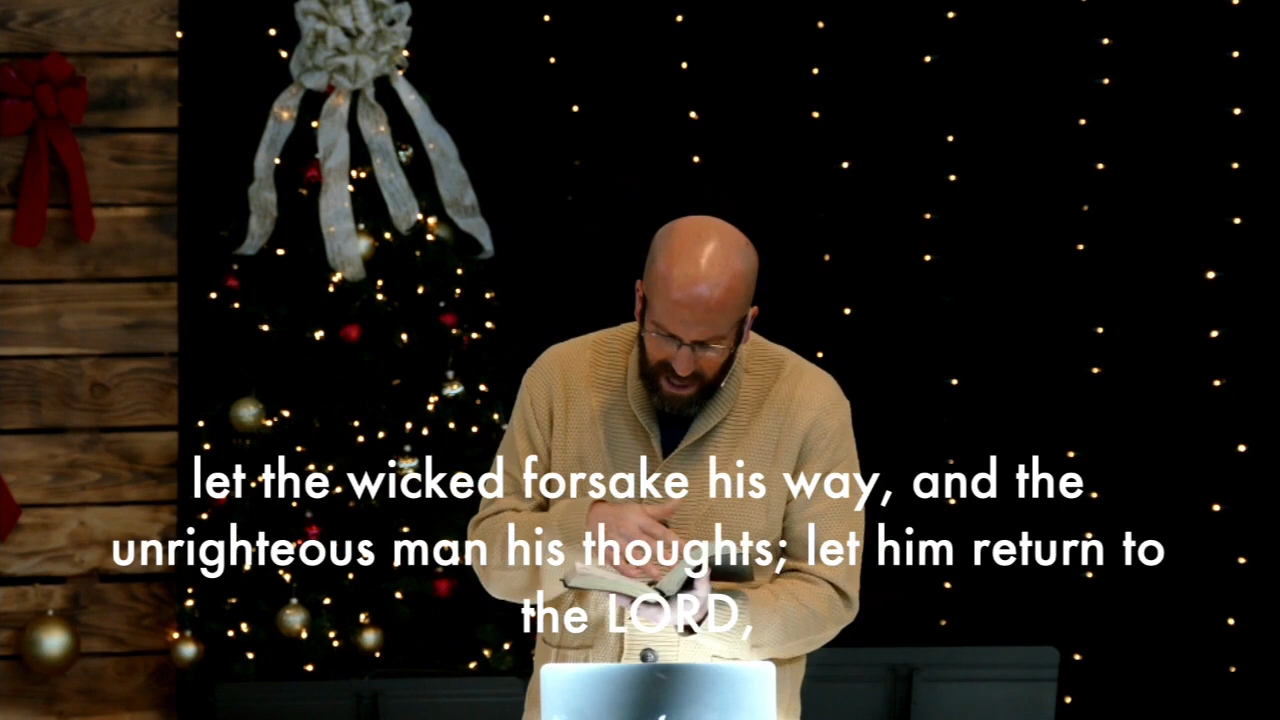 let the wicked forsake his way, and the
unrighteous man his thoughts; let him return to
the LORD,